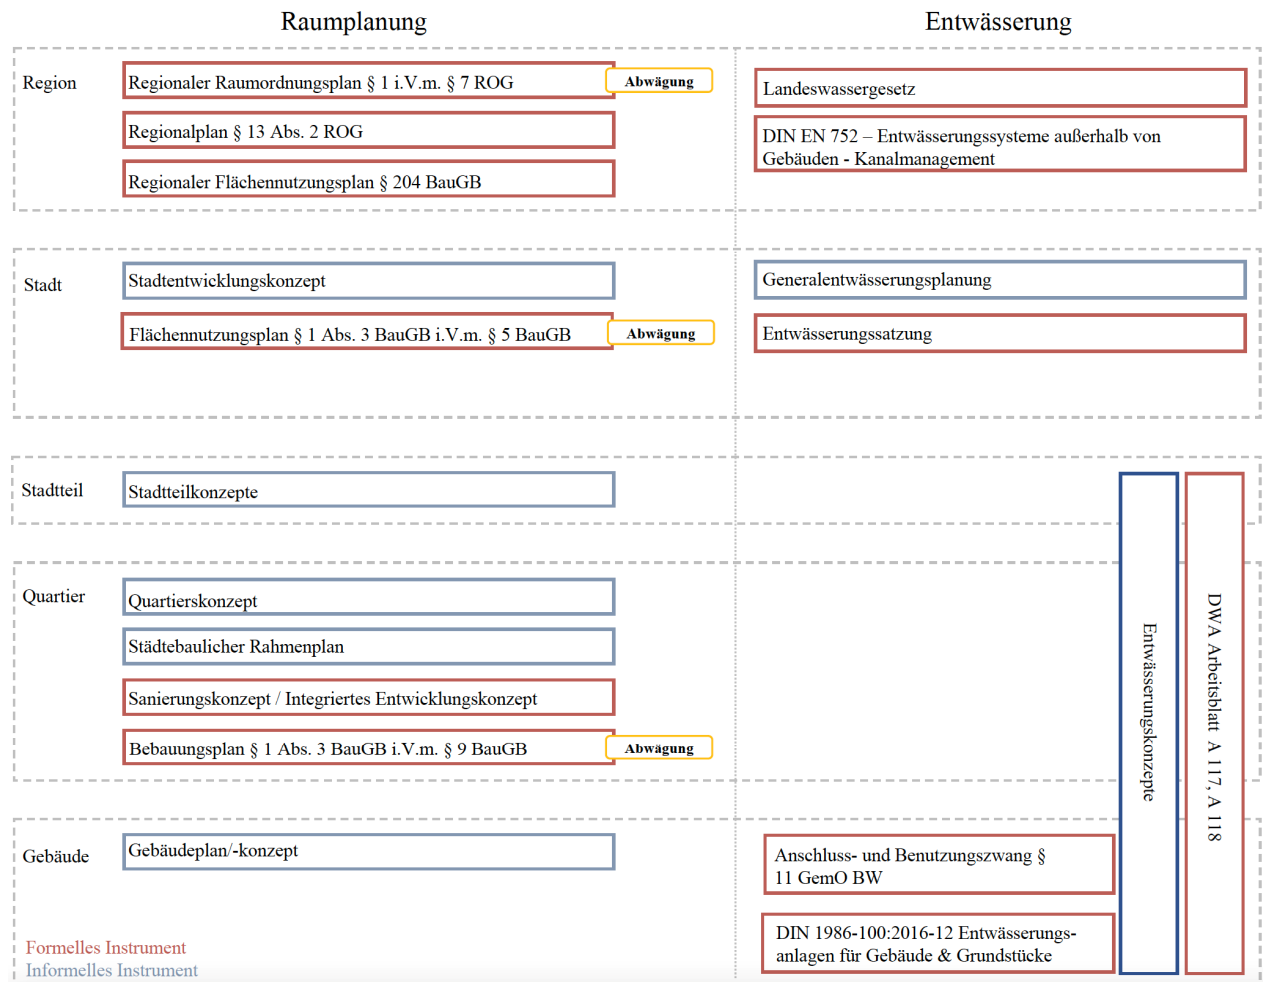 Raumplanung
Entwässerung
Region
Regionaler Raumordnungsplan § 1 i.V.m. § 7 ROG
Abwägung
Regionalplan § 13 Abs. 2 ROG
Regionaler Flächennutzungsplan § 204 BauGB
Landeswassergesetz
DIN EN 752 – Entwässerungssysteme außerhalb von
Gebäuden - Kanalmanagement
Stadt
Stadtentwicklungskonzept
Flächennutzungsplan § 1 Abs. 3 BauGB i.V.m. § 5 BauGB
Abwägung
Generalentwässerungsplanung
Entwässerungssatzung
Stadtteil
Stadtteilkonzepte
Quartier
Quartierskonzept
Städtebaulicher Rahmenplan
Sanierungskonzept / Integriertes Entwicklungskonzept
Bebauungsplan § 1 Abs. 3 BauGB i.V.m. § 9 BauGB
Abwägung
Entwässerungskonzepte
DWA Arbeitsblatt A 117, A 118
Gebäude
Gebäudeplan/-konzept
Anschluss- und Benutzungszwang §
11 GemO BW
DIN 1986-100:2016-12 Entwässerungs-
anlagen für Gebäude & Grundstücke
Formelles Instrument
Informelles Instrument